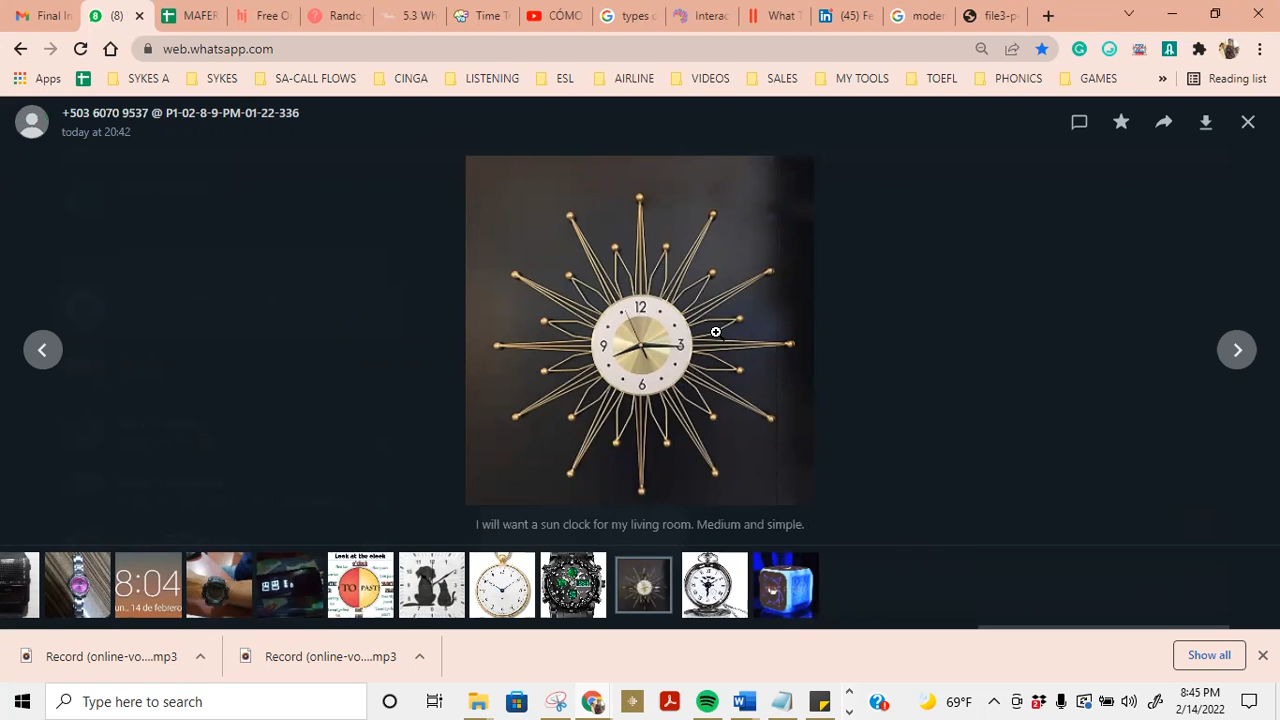 Final In
(8)
MAFER
Free O
Rando
5.3 Wh
Time T
CÓMO
types c
Interac
What T
(45) Fe
moder
file3-p
web.whatsapp.com
Apps
SYKES A
SYKES
SA-CALL FLOWS
CINGA
LISTENING
ESL
AIRLINE
VIDEOS
SALES
MY TOOLS
TOEFL
PHONICS
GAMES
Reading list
+503 6070 9537 @ P1-02-8-9-PM-01-22-336
today at 20:42
12
9
3
6
I will want a sun clock for my living room. Medium and simple.
8:04
un., 14 de febrero
Look at the clock
TO
PAST
Record (online-vo....mp3
Record (online-vo....mp3
Show all
Type here to search
69°F
8:45 PM
2/14/2022